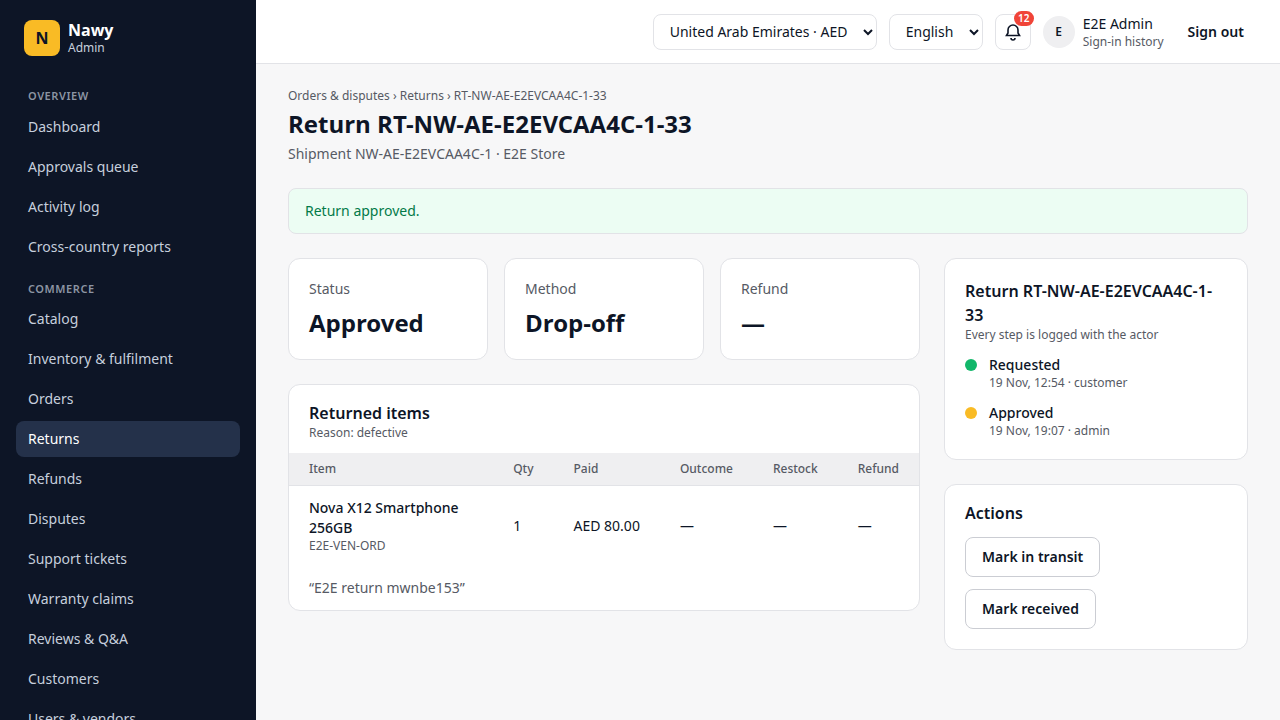 N
Nawy
Admin
OVERVIEW
Dashboard
Approvals queue
Activity log
Cross-country reports
COMMERCE
Catalog
Inventory & fulfilment
Orders
Returns
Refunds
Disputes
Support tickets
Warranty claims
Reviews & Q&A
Customers
Users & vendors
United Arab Emirates · AED
English
12
E
E2E Admin
Sign-in history
Sign out
Orders & disputes › Returns › RT-NW-AE-E2EVCAA4C-1-33
Return RT-NW-AE-E2EVCAA4C-1-33
Shipment NW-AE-E2EVCAA4C-1 · E2E Store
Return approved.
Status
Approved
Method
Drop-off
Refund
—
Returned items
Reason: defective
Item Qty Paid Outcome Restock Refund
Nova X12 Smartphone
256GB
E2E-VEN-ORD
1 AED 80.00 — — —
“E2E return mwnbe153”
Return RT-NW-AE-E2EVCAA4C-1-
33
Every step is logged with the actor
Requested
19 Nov, 12:54 · customer
Approved
19 Nov, 19:07 · admin
Actions
Mark in transit
Mark received